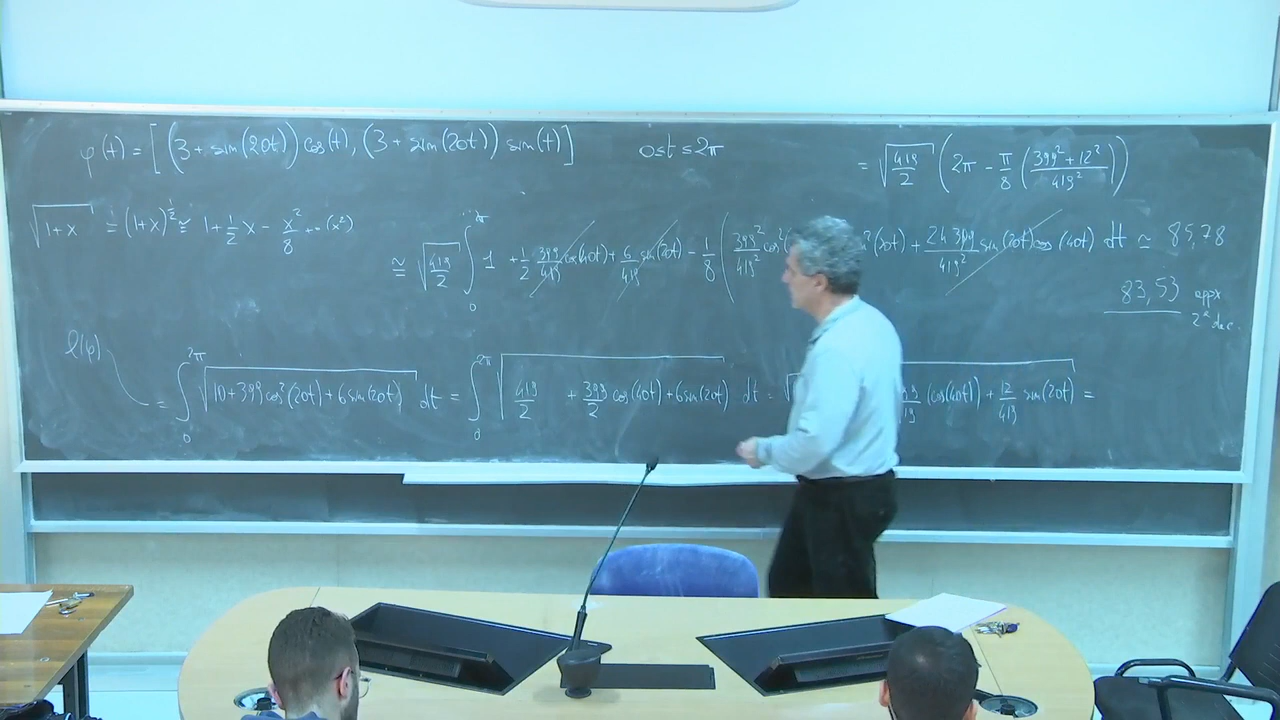 φ(t) = [(3 + sin(20t)) cos(t), (3 + sin(20t)) sin(t)] 0≤t≤2π
= √(419/2) (2π - π/8 ((399² + 12²)/419²))
√(1+x) ≅ (1+x)^(1/2) ≅ 1 + 1/2 x - x²/8 + o(x²)
≅ √(419/2) ∫₀^2π 1 + 1/2 399/419 cos(40t) + 6/419 sin(20t) - 1/8 (399²/419² cos² (20t) + 24·399/419² sin(20t) cos(40t) dt ≅ 85,78
83,53 appx
2ª dec.
l(φ)
= ∫₀^2π √(10 + 399 cos²(20t) + 6 sin(20t)) dt = ∫₀^2π √(419/2 + 399/2 cos(40t) + 6 sin(20t)) dt = √ (cos(40t)) + 12/419 sin(20t) =